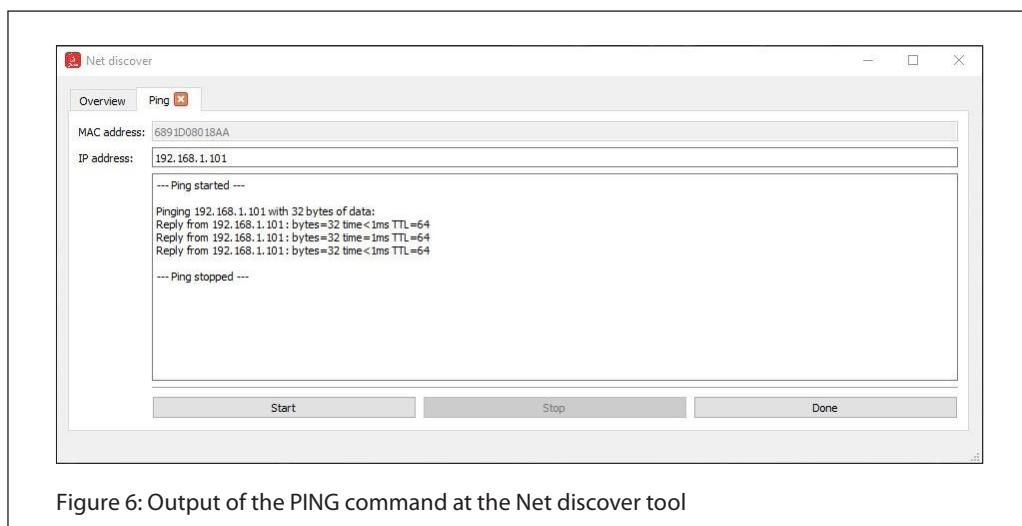 Net discover
Overview Ping
MAC address: 6891D08018AA
IP address: 192.168.1.101
--- Ping started ---
Pinging 192.168.1.101 with 32 bytes of data:
Reply from 192.168.1.101: bytes=32 time<1ms TTL=64
Reply from 192.168.1.101: bytes=32 time=1ms TTL=64
Reply from 192.168.1.101: bytes=32 time<1ms TTL=64
--- Ping stopped ---
Start Stop Done
Figure 6: Output of the PING command at the Net discover tool